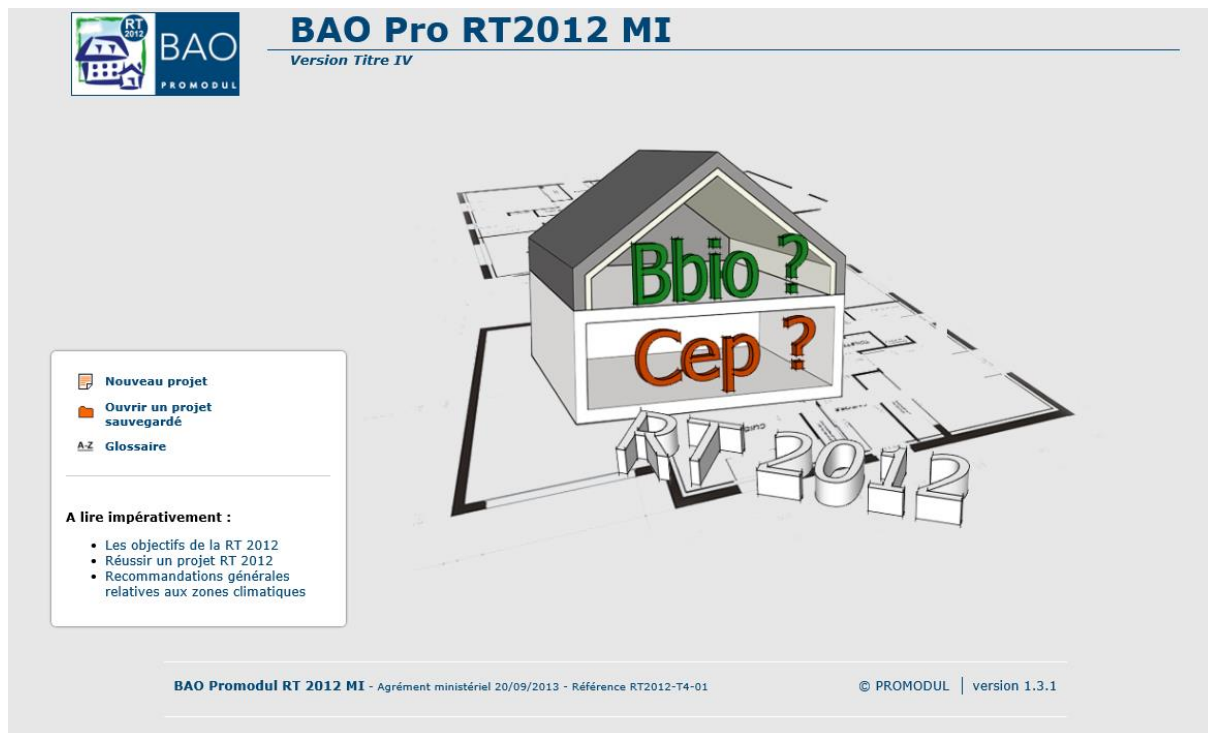 RT
2012
BAO
PROMODUL
BAO Pro RT2012 MI
Version Titre IV
Bbio ?
Cep ?
RT 2012
Nouveau projet
Ouvrir un projet
sauvegardé
A-Z Glossaire
A lire impérativement :
• Les objectifs de la RT 2012
• Réussir un projet RT 2012
• Recommandations générales
relatives aux zones climatiques
BAO Promodul RT 2012 MI - Agrément ministériel 20/09/2013 - Référence RT2012-T4-01
© PROMODUL | version 1.3.1